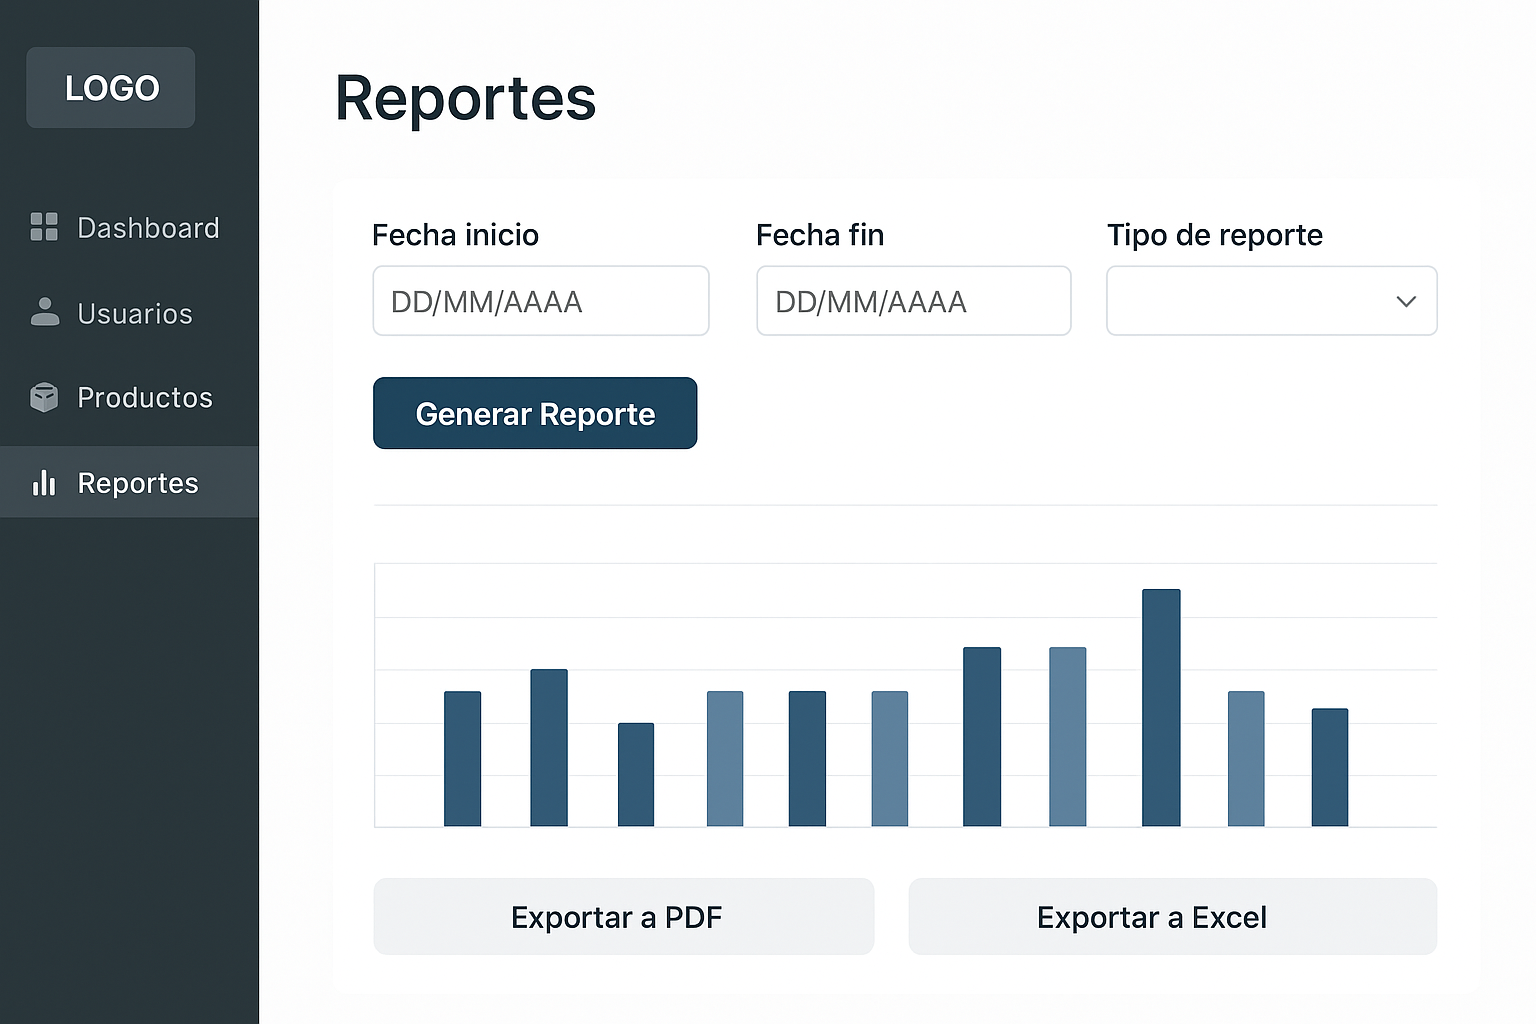 LOGO
Dashboard
Usuarios
Productos
Reportes
Reportes
Fecha inicio
Fecha fin
Tipo de reporte
DD/MM/AAAA
DD/MM/AAAA
Generar Reporte
Exportar a PDF
Exportar a Excel